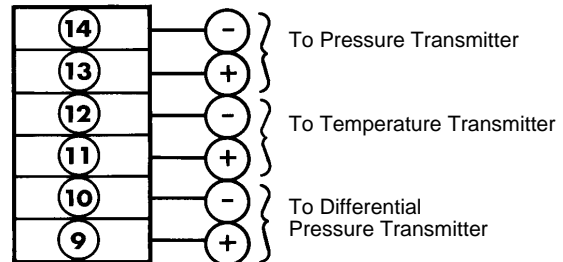 14 - To Pressure Transmitter
13 +
12 - To Temperature Transmitter
11 +
10 - To Differential
9 + Pressure Transmitter